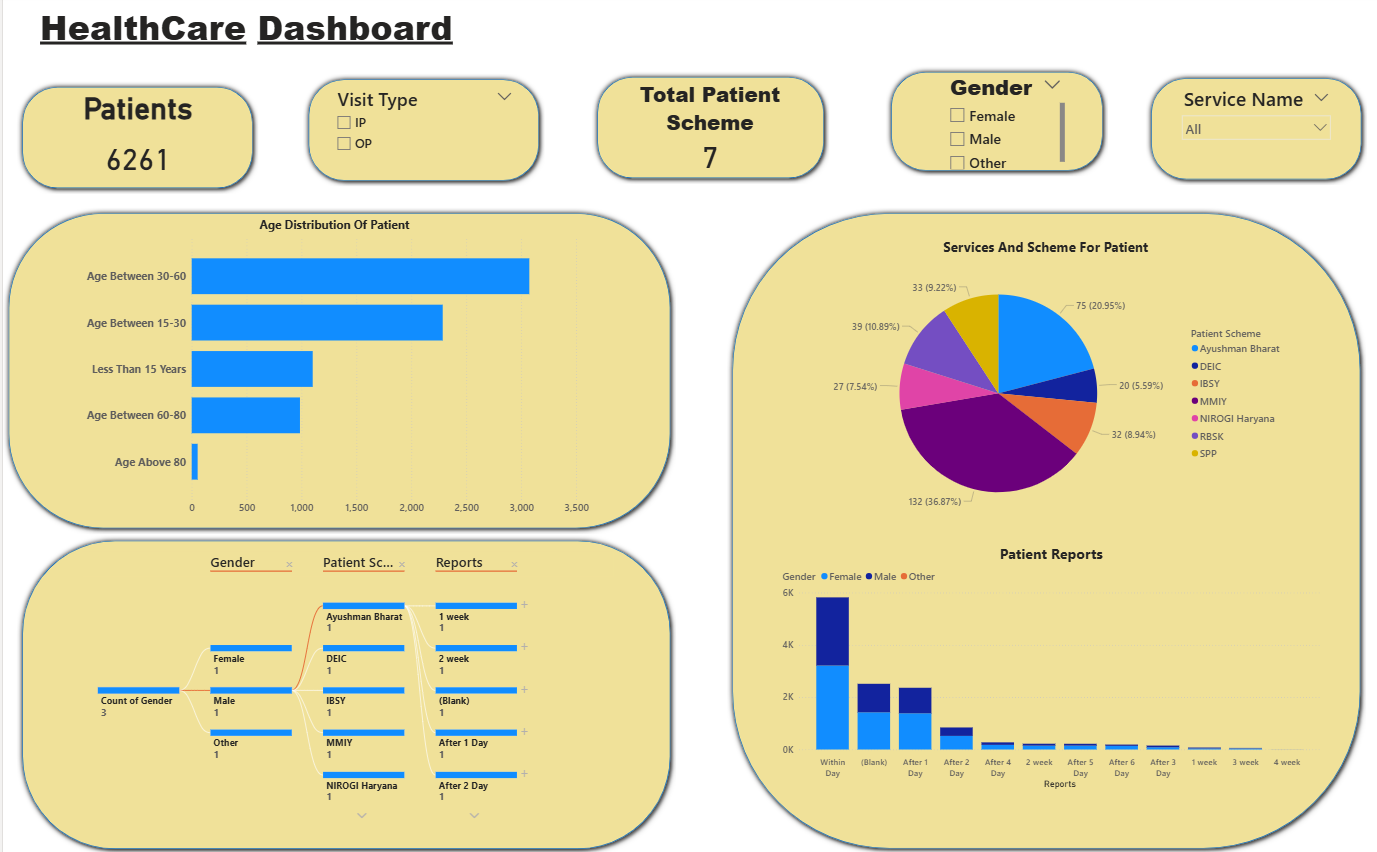 HealthCare Dashboard
Patients
6261
Visit Type
IP
OP
Total Patient
Scheme
7
Gender
Female
Male
Other
Service Name
All
Age Distribution Of Patient
Age Between 30-60
Age Between 15-30
Less Than 15 Years
Age Between 60-80
Age Above 80
0 500 1,000 1,500 2,000 2,500 3,000 3,500
Services And Scheme For Patient
33 (9.22%)
75 (20.95%)
39 (10.89%)
27 (7.54%)
20 (5.59%)
32 (8.94%)
132 (36.87%)
Patient Scheme
Ayushman Bharat
DEIC
IBSY
MMIY
NIROGI Haryana
RBSK
SPP
Gender
Patient Sc...
Reports
Count of Gender
3
Female
1
Male
1
Other
1
Ayushman Bharat
1
DEIC
1
IBSY
1
MMIY
1
NIROGI Haryana
1
1 week
1
2 week
1
(Blank)
1
After 1 Day
1
After 2 Day
1
Patient Reports
Gender Female Male Other
6K
4K
2K
0K
Within Day
(Blank)
After 1 Day
After 2 Day
After 4 Day
2 week
After 5 Day
After 6 Day
After 3 Day
1 week
3 week
4 week
Reports